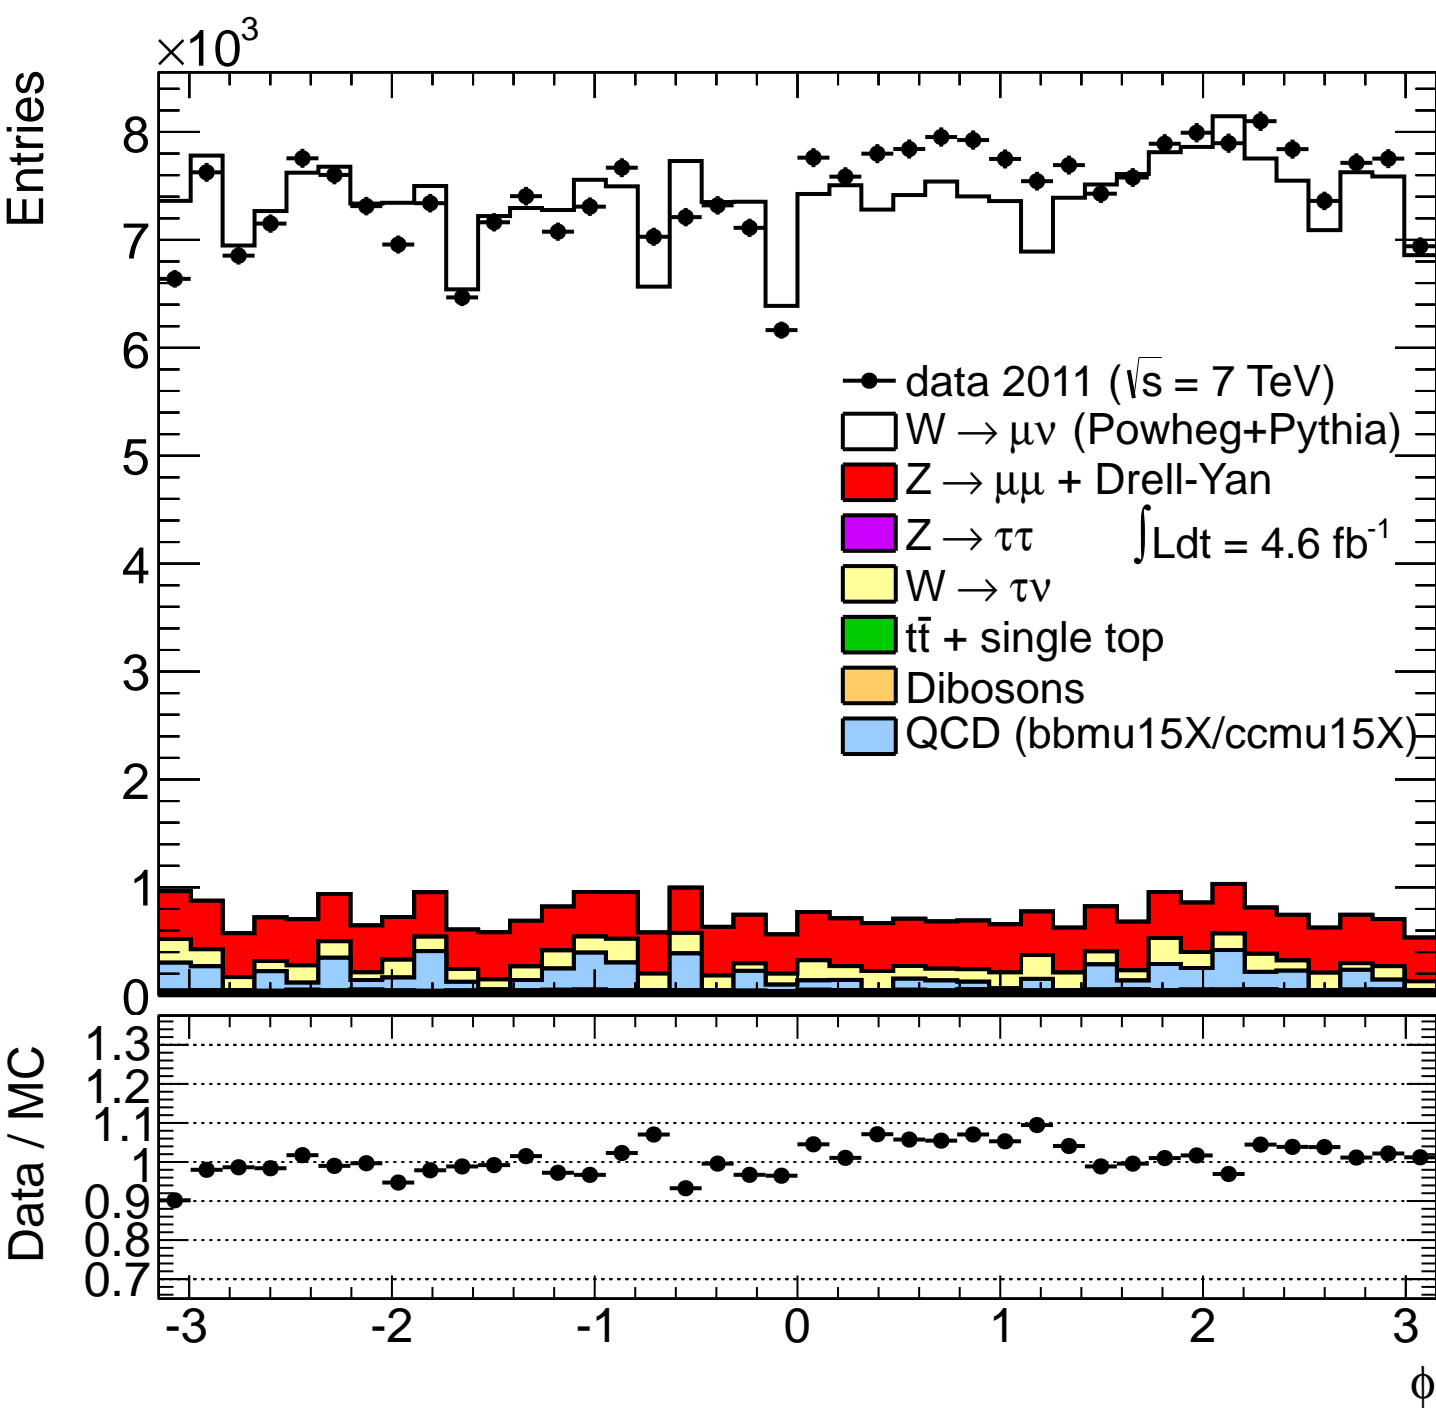 ×10³
Entries
8
7
6
5
4
3
2
1
0
data 2011 (√s = 7 TeV)
W → μν (Powheg+Pythia)
Z → μμ + Drell-Yan
Z → ττ
∫Ldt = 4.6 fb⁻¹
W → τν
tt̄ + single top
Dibosons
QCD (bbmu15X/ccmu15X)
Data / MC
1.3
1.2
1.1
1
0.9
0.8
0.7
-3 -2 -1 0 1 2 3
ϕ